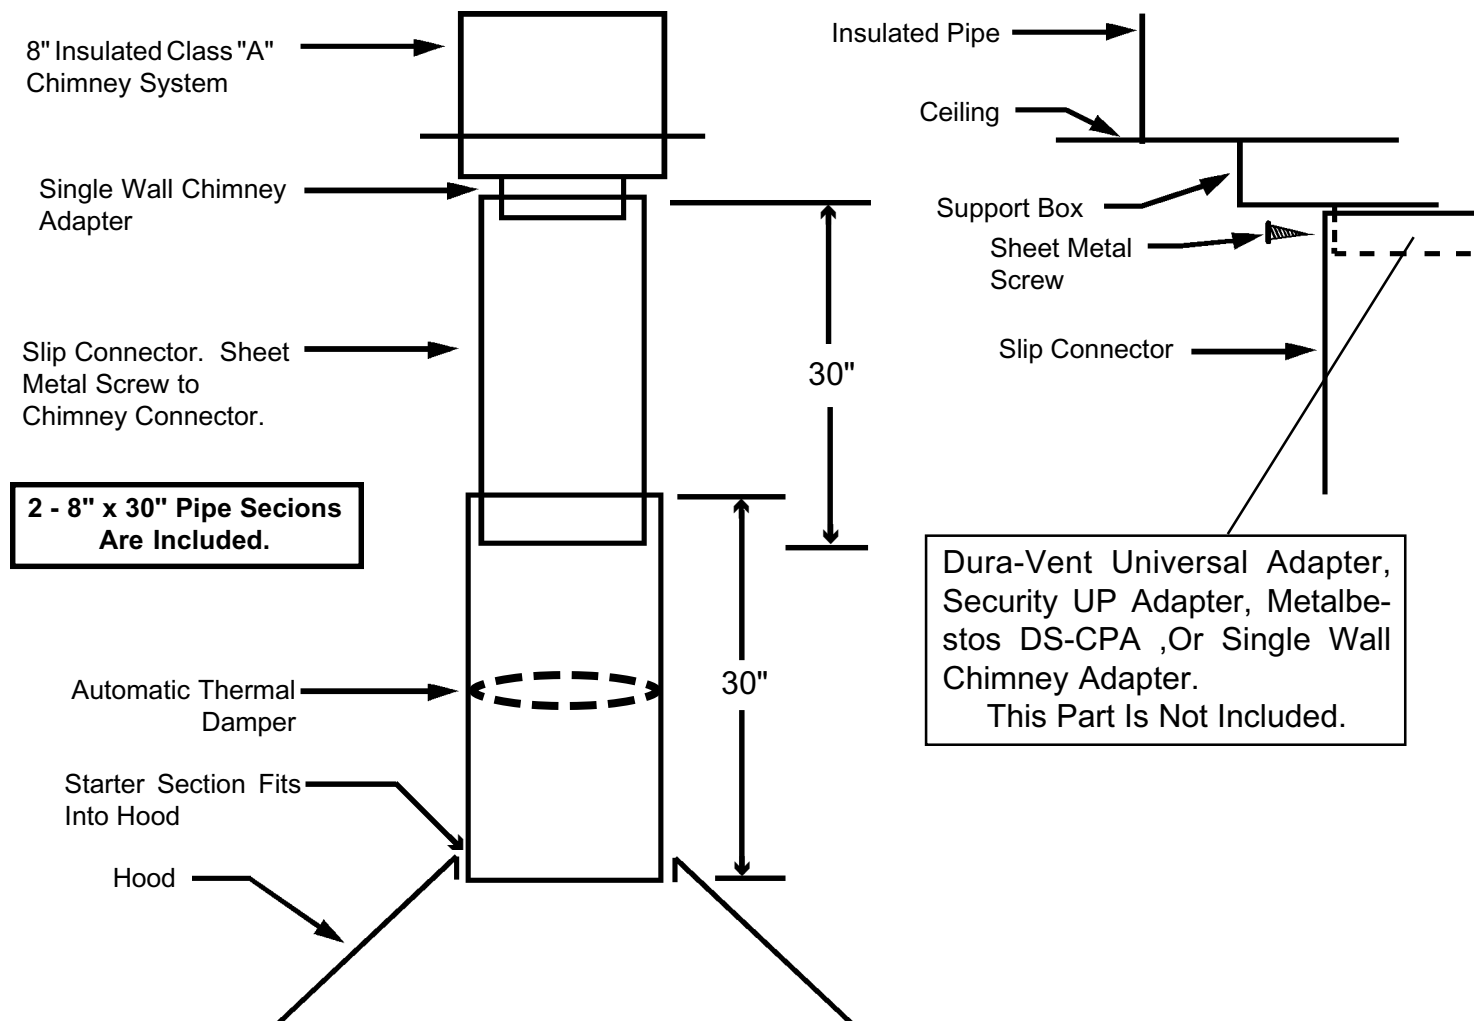 8" Insulated Class "A"
Chimney System
Single Wall Chimney
Adapter
Slip Connector. Sheet
Metal Screw to
Chimney Connector.
2 - 8" x 30" Pipe Secions
Are Included.
Automatic Thermal
Damper
Starter Section Fits
Into Hood
Hood
30"
30"
Insulated Pipe
Ceiling
Support Box
Sheet Metal
Screw
Slip Connector
Dura-Vent Universal Adapter,
Security UP Adapter, Metalbe-
stos DS-CPA ,Or Single Wall
Chimney Adapter.
This Part Is Not Included.